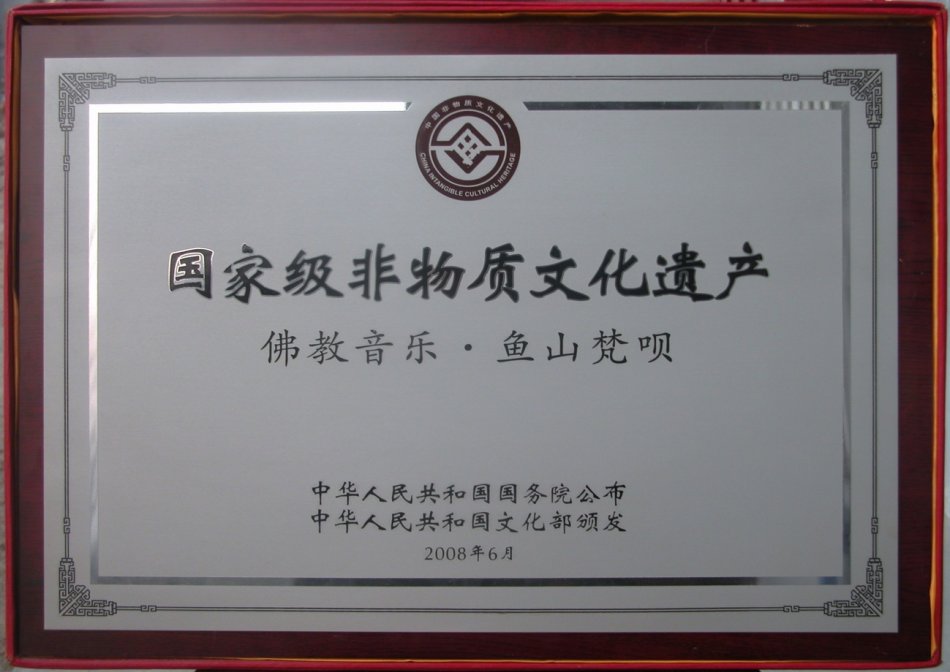 中国非物质文化遗产
CHINA INTANGIBLE CULTURAL HERITAGE
国家级非物质文化遗产
佛教音乐·鱼山梵呗
中华人民共和国国务院公布
中华人民共和国文化部颁发
2008年6月